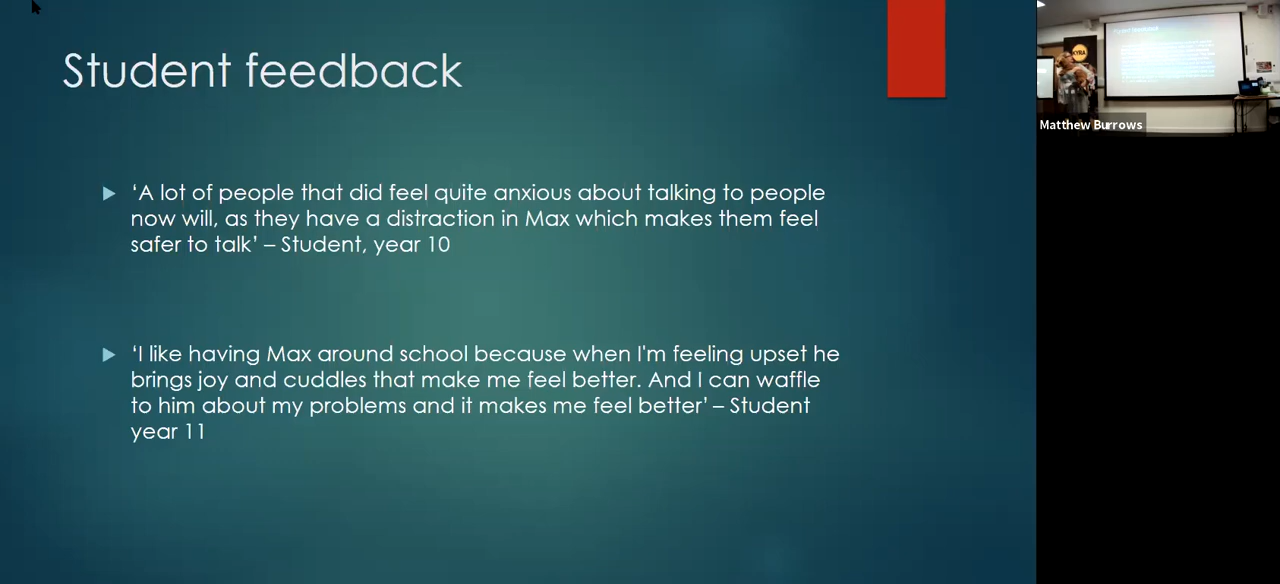 Student feedback
‘A lot of people that did feel quite anxious about talking to people
now will, as they have a distraction in Max which makes them feel
safer to talk’ – Student, year 10
‘I like having Max around school because when I'm feeling upset he
brings joy and cuddles that make me feel better. And I can waffle
to him about my problems and it makes me feel better’ – Student
year 11
KYRA
Matthew Burrows